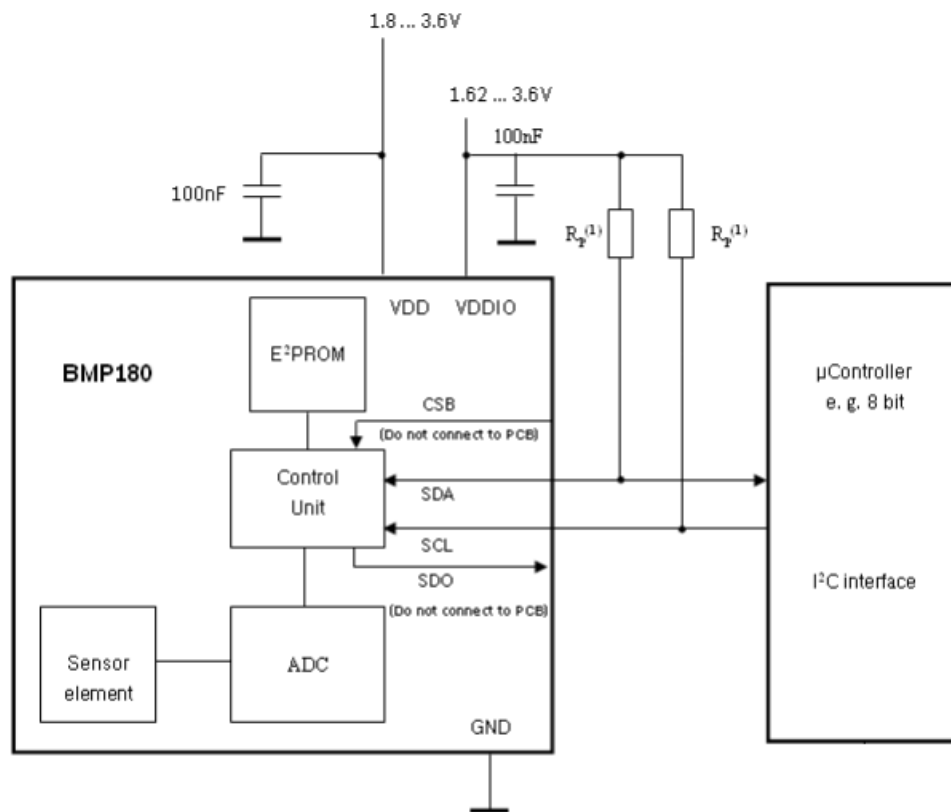 1.8 ... 3.6V
1.62 ... 3.6V
100nF
100nF
Rp(1)
Rp(1)
VDD
VDDIO
E²PROM
BMP180
CSB
(Do not connect to PCB)
Control
Unit
SDA
SCL
SDO
(Do not connect to PCB)
Sensor
element
ADC
GND
µController
e. g. 8 bit
I²C interface